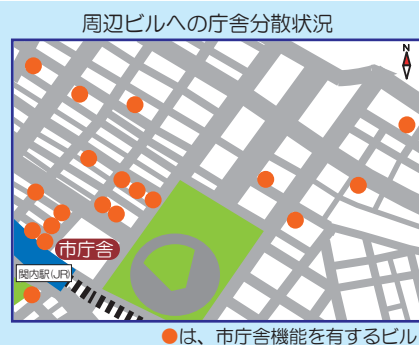 周辺ビルへの庁舎分散状況
N
市庁舎
関内駅(JR)
●は、市庁舎機能を有するビル